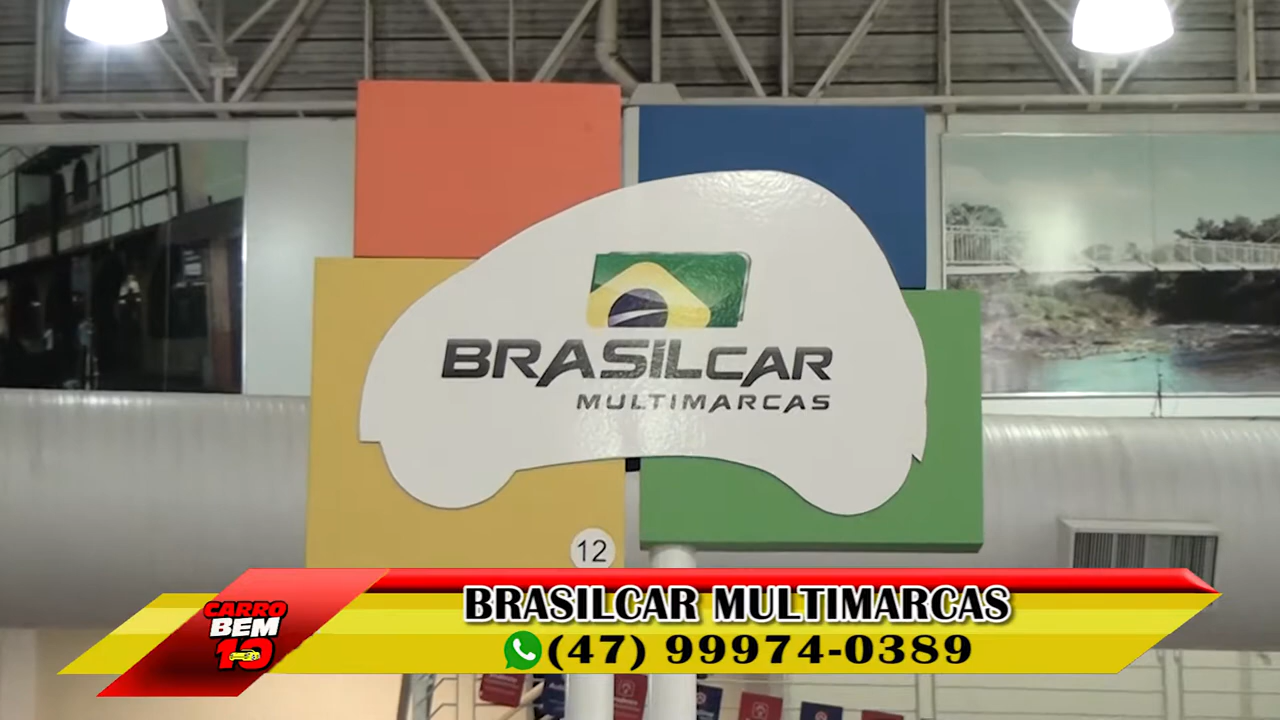 BRASILCAR
MULTIMARCAS
12
CARRO
BEM
10
BRASILCAR MULTIMARCAS
(47) 99974-0389